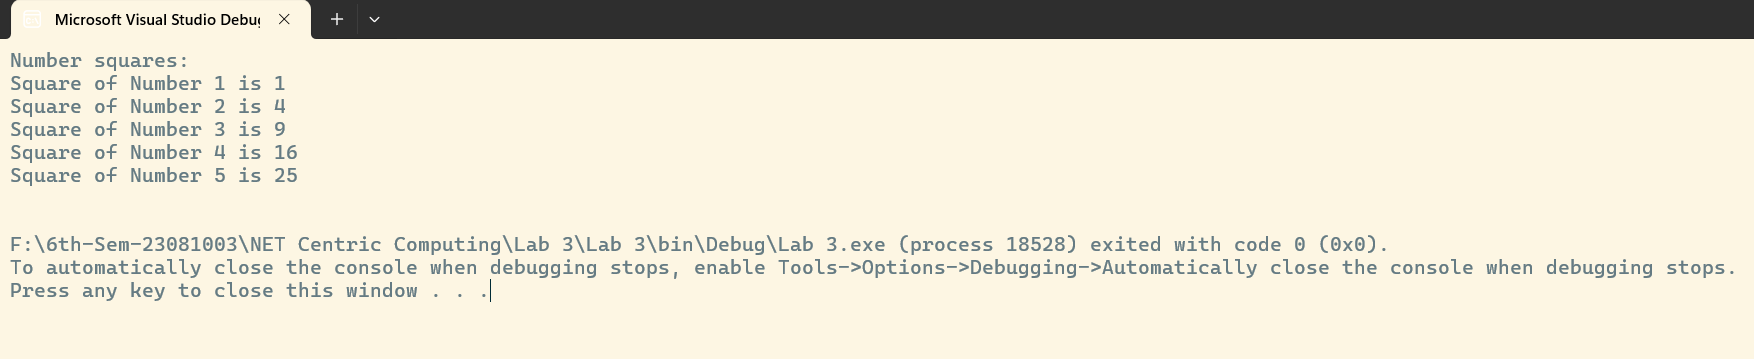 Microsoft Visual Studio Debug
Number squares:
Square of Number 1 is 1
Square of Number 2 is 4
Square of Number 3 is 9
Square of Number 4 is 16
Square of Number 5 is 25
F:\6th-Sem-23081003\NET Centric Computing\Lab 3\Lab 3\bin\Debug\Lab 3.exe (process 18528) exited with code 0 (0x0).
To automatically close the console when debugging stops, enable Tools->Options->Debugging->Automatically close the console when debugging stops.
Press any key to close this window . . .